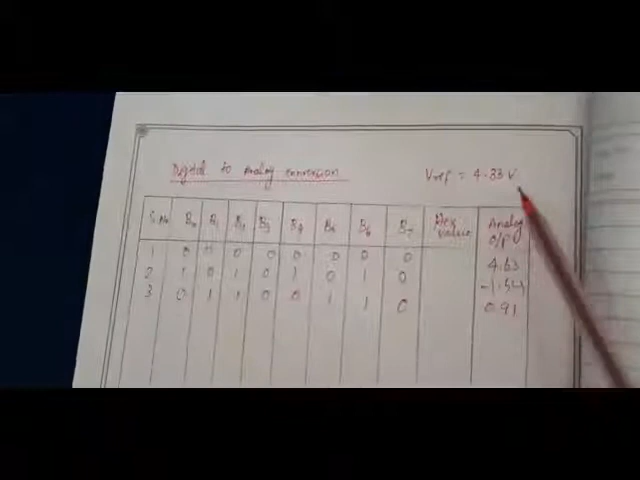 Digital to Analog conversion
Vref = 4.33 V
S.No B0 B1 B2 B3 B4 B5 B6 B7 Hex value Analog O/P
1 0 0 0 0 0 0 0 0 4.63
2 1 0 1 0 1 0 1 0 -1.54
3 0 1 1 0 0 1 1 0 0.91